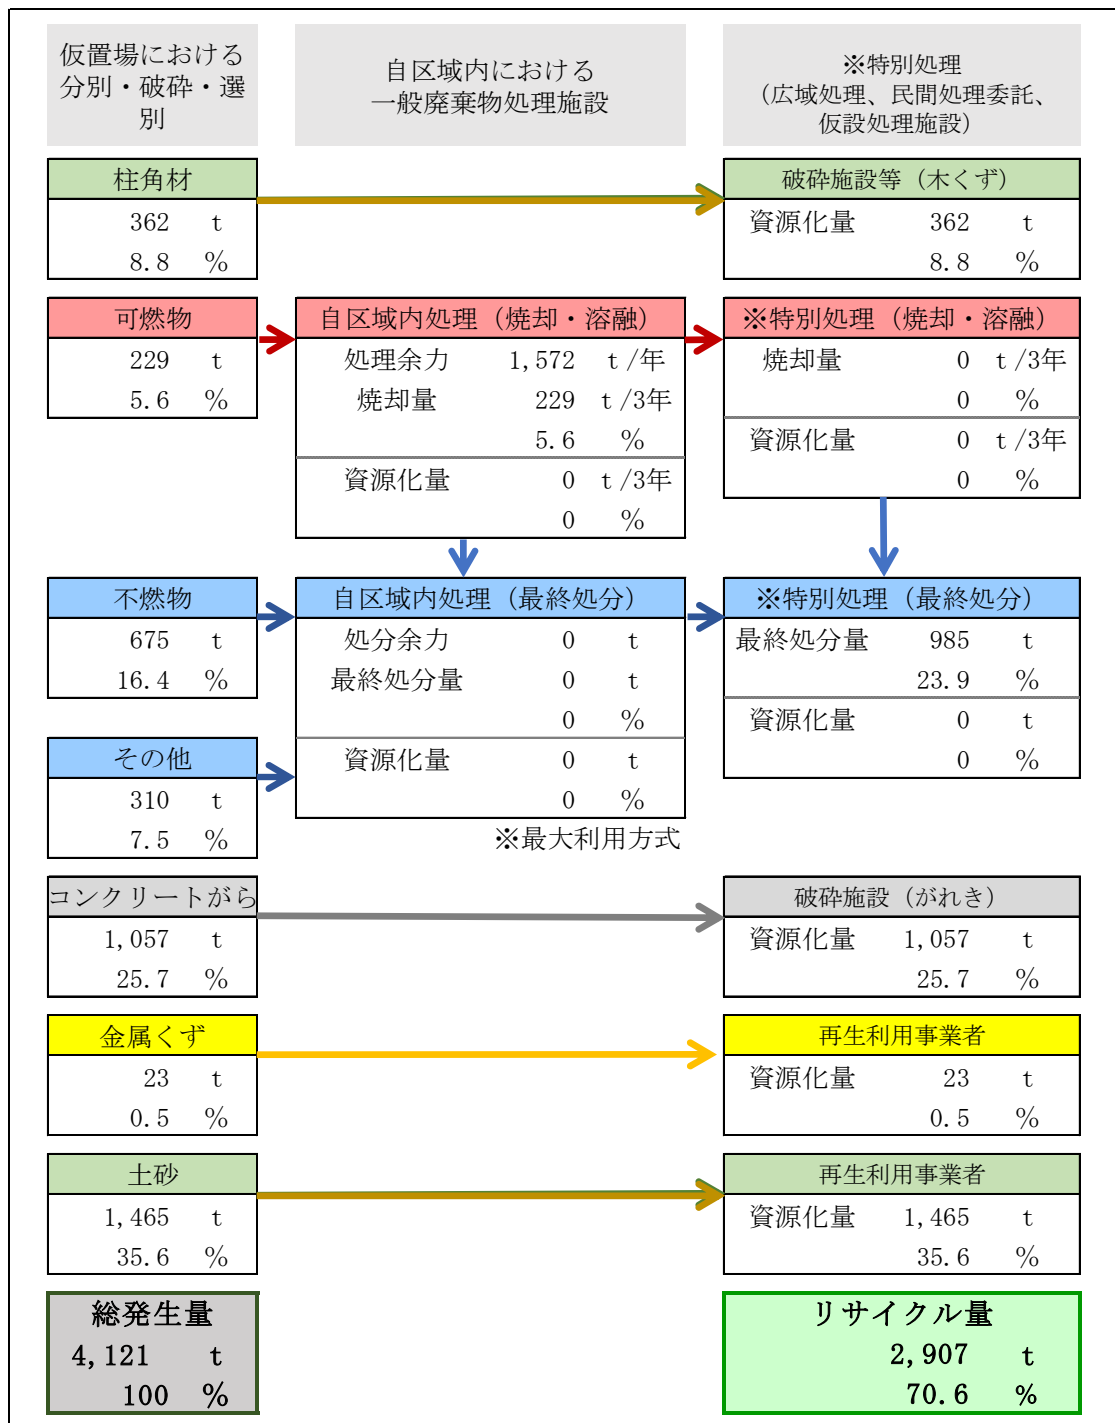 仮置場における
分別・破砕・選
別
自区域内における
一般廃棄物処理施設
※特別処理
（広域処理、民間処理委託、
仮設処理施設）
柱角材
362 t
8.8 %
破砕施設等（木くず）
資源化量 362 t
8.8 %
可燃物
229 t
5.6 %
自区域内処理（焼却・溶融）
処理余力 1,572 t/年
焼却量 229 t/3年
5.6 %
資源化量 0 t/3年
0 %
※特別処理（焼却・溶融）
焼却量 0 t/3年
0 %
資源化量 0 t/3年
0 %
不燃物
675 t
16.4 %
その他
310 t
7.5 %
自区域内処理（最終処分）
処分余力 0 t
最終処分量 0 t
0 %
資源化量 0 t
0 %
※最大利用方式
※特別処理（最終処分）
最終処分量 985 t
23.9 %
資源化量 0 t
0 %
コンクリートがら
1,057 t
25.7 %
破砕施設（がれき）
資源化量 1,057 t
25.7 %
金属くず
23 t
0.5 %
再生利用事業者
資源化量 23 t
0.5 %
土砂
1,465 t
35.6 %
再生利用事業者
資源化量 1,465 t
35.6 %
総発生量
4,121 t
100 %
リサイクル量
2,907 t
70.6 %